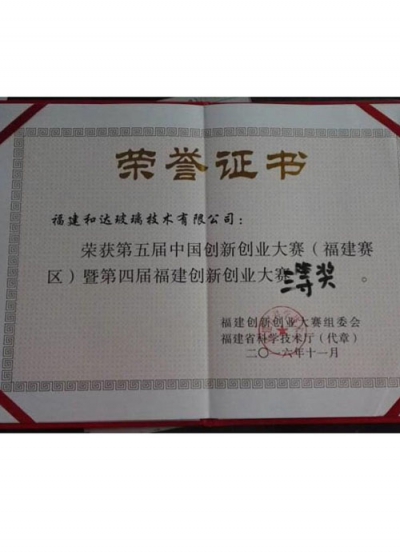 荣誉证书
福建和达玻璃技术有限公司：
荣获第五届中国创新创业大赛（福建赛
区）暨第四届福建创新创业大赛三等奖。
福建创新创业大赛组委会
福建省科学技术厅（代章）
二〇一六年十一月